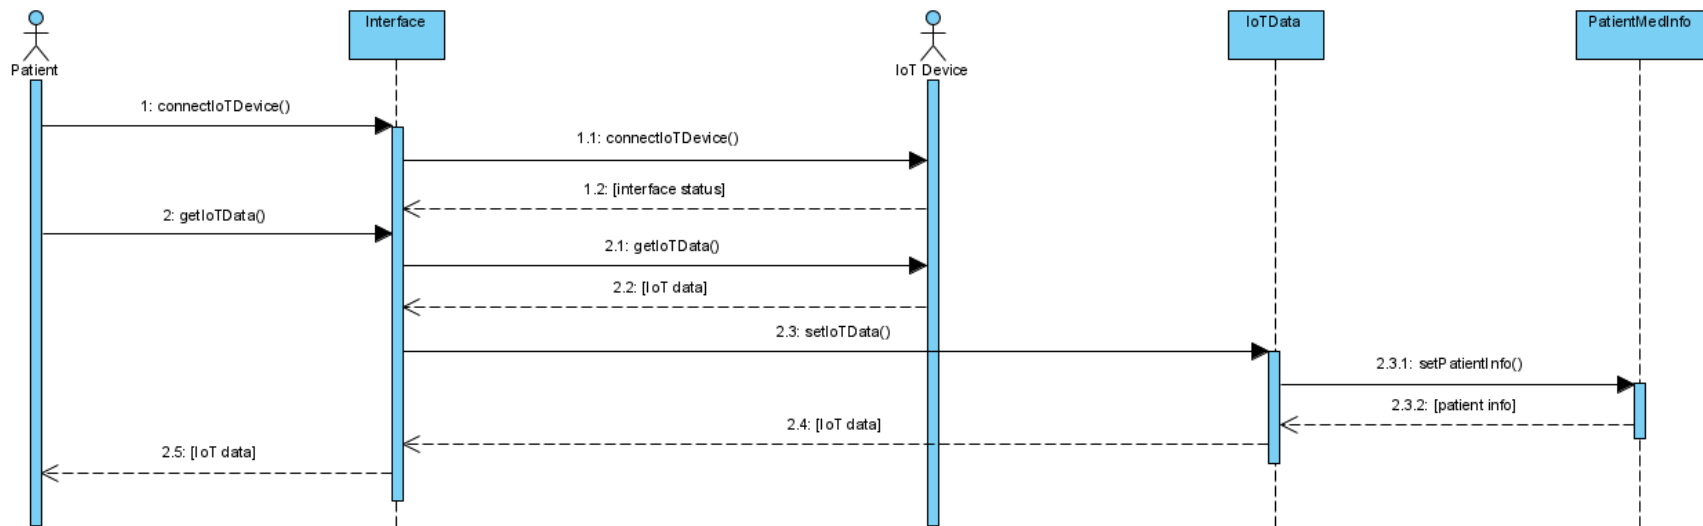 Patient
Interface
IoT Device
IoTData
PatientMedInfo
1: connectIoTDevice()
1.1: connectIoTDevice()
1.2: [interface status]
2: getIoTData()
2.1: getIoTData()
2.2: [IoT data]
2.3: setIoTData()
2.3.1: setPatientInfo()
2.3.2: [patient info]
2.4: [IoT data]
2.5: [IoT data]